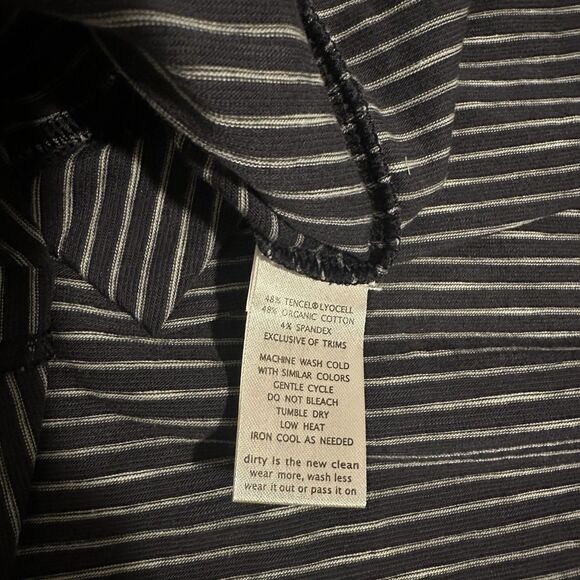 48% TENCEL®LYOCELL
48% ORGANIC COTTON
4% SPANDEX
EXCLUSIVE OF TRIMS
MACHINE WASH COLD
WITH SIMILAR COLORS
GENTLE CYCLE
DO NOT BLEACH
TUMBLE DRY
LOW HEAT
IRON COOL AS NEEDED
dirty is the new clean
wear more, wash less
wear it out or pass it on